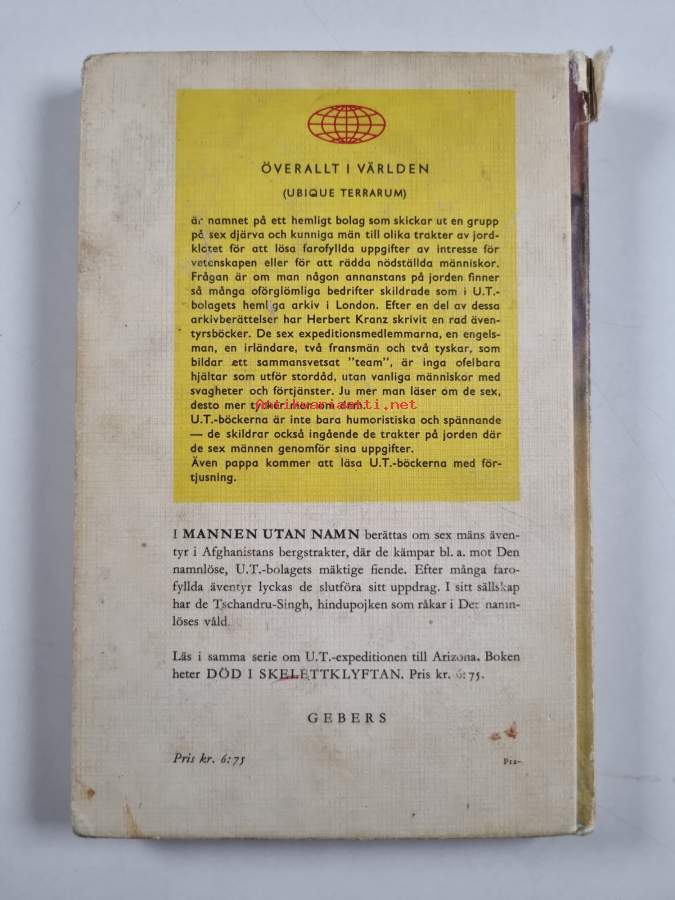 ÖVERALLT I VÄRLDEN
(UBIQUE TERRARUM)
är namnet på ett hemligt bolag som skickar ut en grupp
på sex djärva och kunniga män till olika trakter av jord-
klotet för att lösa farofyllda uppgifter av intresse för
vetenskapen eller för att rädda nödställda människor.
Frågan är om man någon annanstans på jorden finner
så många oförglömliga bedrifter skildrade som i U.T.-
bolagets hemliga arkiv i London. Efter en del av dessa
arkivberättelser har Herbert Kranz skrivit en rad även-
tyrsböcker. De sex expeditionsmedlemmarna, en engels-
man, en irländare, två fransmän och två tyskar, som
bildar ett sammansvetsat "team", är inga ofelbara
hjältar som utför stordåd, utan vanliga människor med
svagheter och förtjänster. Ju mer man läser om de sex,
desto mer tycker man om dem.
Antikvariaatti.net
U.T.-böckerna är inte bara humoristiska och spännande
— de skildrar också ingående de trakter på jorden där
de sex männen genomför sina uppgifter.
Även pappa kommer att läsa U.T.-böckerna med för-
tjusning.
I MANNEN UTAN NAMN berättas om sex mäns även-
tyr i Afghanistans bergstrakter, där de kämpar bl. a. mot Den
namnlöse, U.T.-bolagets mäktige fiende. Efter många faro-
fyllda äventyr lyckas de slutföra sitt uppdrag. I sitt sällskap
har de Tschandru-Singh, hindupojken som råkar i Den namn-
löses våld.
Läs i samma serie om U.T.-expeditionen till Arizona. Boken
heter DÖD I SKELETTKLYFTAN. Pris kr. 6:75.
GEBERS
Pris kr. 6:75